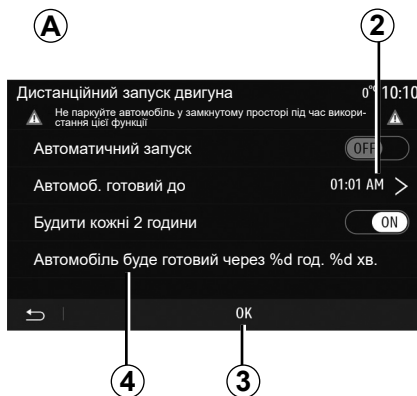 A
2
Дистанційний запуск двигуна 0° 10:10
Не паркуйте автомобіль у замкнутому просторі під час викори-
стання цієї функції
Автоматичний запуск OFF
Автомоб. готовий до 01:01 AM >
Будити кожні 2 години ON
Автомобіль буде готовий через %d год. %d хв.
OK
4
3